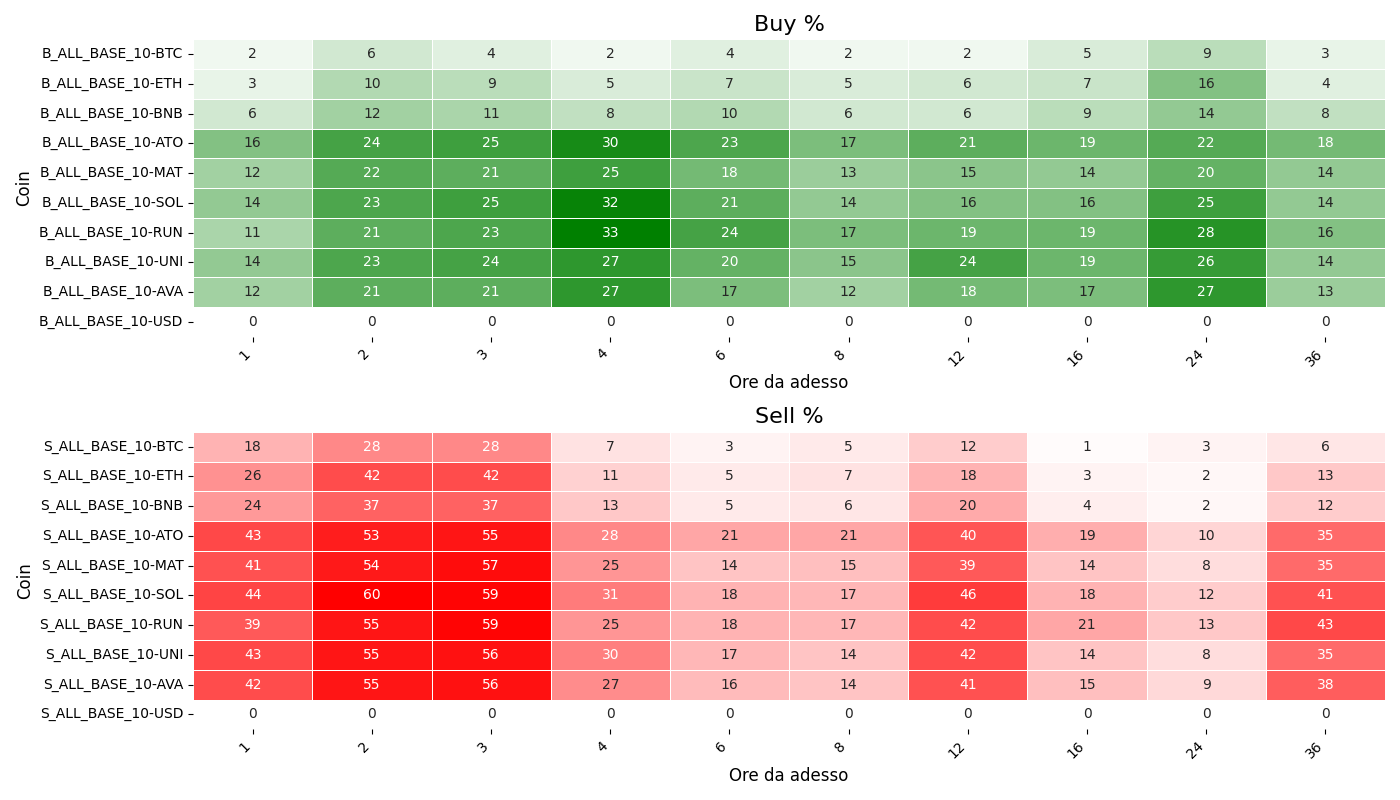 Buy %
Coin
B_ALL_BASE_10-BTC 2 6 4 2 4 2 2 5 9 3
B_ALL_BASE_10-ETH 3 10 9 5 7 5 6 7 16 4
B_ALL_BASE_10-BNB 6 12 11 8 10 6 6 9 14 8
B_ALL_BASE_10-ATO 16 24 25 30 23 17 21 19 22 18
B_ALL_BASE_10-MAT 12 22 21 25 18 13 15 14 20 14
B_ALL_BASE_10-SOL 14 23 25 32 21 14 16 16 25 14
B_ALL_BASE_10-RUN 11 21 23 33 24 17 19 19 28 16
B_ALL_BASE_10-UNI 14 23 24 27 20 15 24 19 26 14
B_ALL_BASE_10-AVA 12 21 21 27 17 12 18 17 27 13
B_ALL_BASE_10-USD 0 0 0 0 0 0 0 0 0 0
1 2 3 4 6 8 12 16 24 36
Ore da adesso
Sell %
Coin
S_ALL_BASE_10-BTC 18 28 28 7 3 5 12 1 3 6
S_ALL_BASE_10-ETH 26 42 42 11 5 7 18 3 2 13
S_ALL_BASE_10-BNB 24 37 37 13 5 6 20 4 2 12
S_ALL_BASE_10-ATO 43 53 55 28 21 21 40 19 10 35
S_ALL_BASE_10-MAT 41 54 57 25 14 15 39 14 8 35
S_ALL_BASE_10-SOL 44 60 59 31 18 17 46 18 12 41
S_ALL_BASE_10-RUN 39 55 59 25 18 17 42 21 13 43
S_ALL_BASE_10-UNI 43 55 56 30 17 14 42 14 8 35
S_ALL_BASE_10-AVA 42 55 56 27 16 14 41 15 9 38
S_ALL_BASE_10-USD 0 0 0 0 0 0 0 0 0 0
1 2 3 4 6 8 12 16 24 36
Ore da adesso